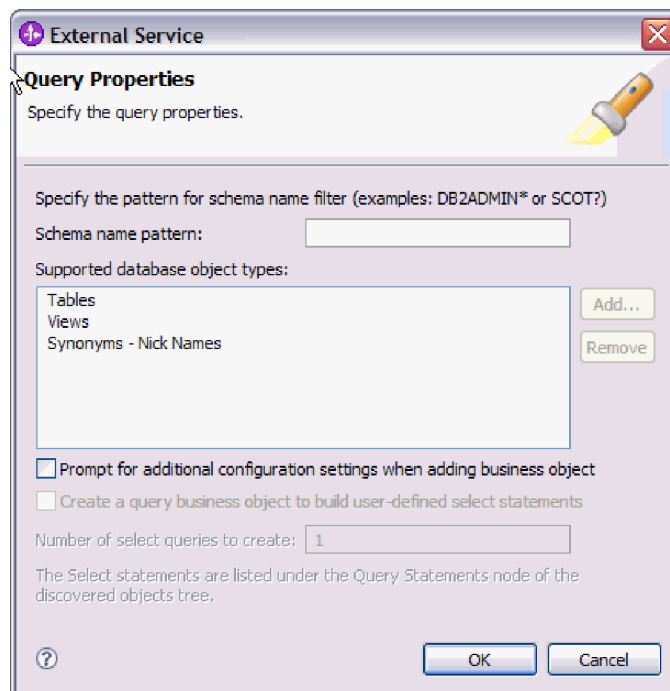 External Service
Query Properties
Specify the query properties.
Specify the pattern for schema name filter (examples: DB2ADMIN* or SCOT?)
Schema name pattern:
Supported database object types:
Tables
Views
Synonyms - Nick Names
Add...
Remove
Prompt for additional configuration settings when adding business object
Create a query business object to build user-defined select statements
Number of select queries to create: 1
The Select statements are listed under the Query Statements node of the
discovered objects tree.
?
OK
Cancel